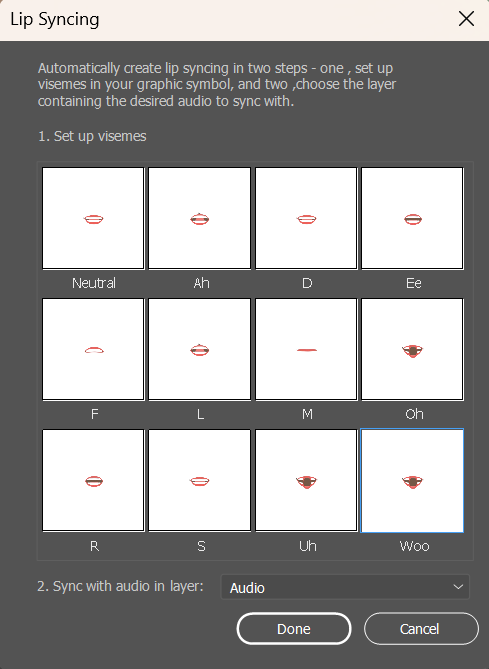 Lip Syncing
Automatically create lip syncing in two steps - one , set up
visemes in your graphic symbol, and two ,choose the layer
containing the desired audio to sync with.
1. Set up visemes
Neutral Ah D Ee
F L M Oh
R S Uh Woo
2. Sync with audio in layer: Audio
Done Cancel